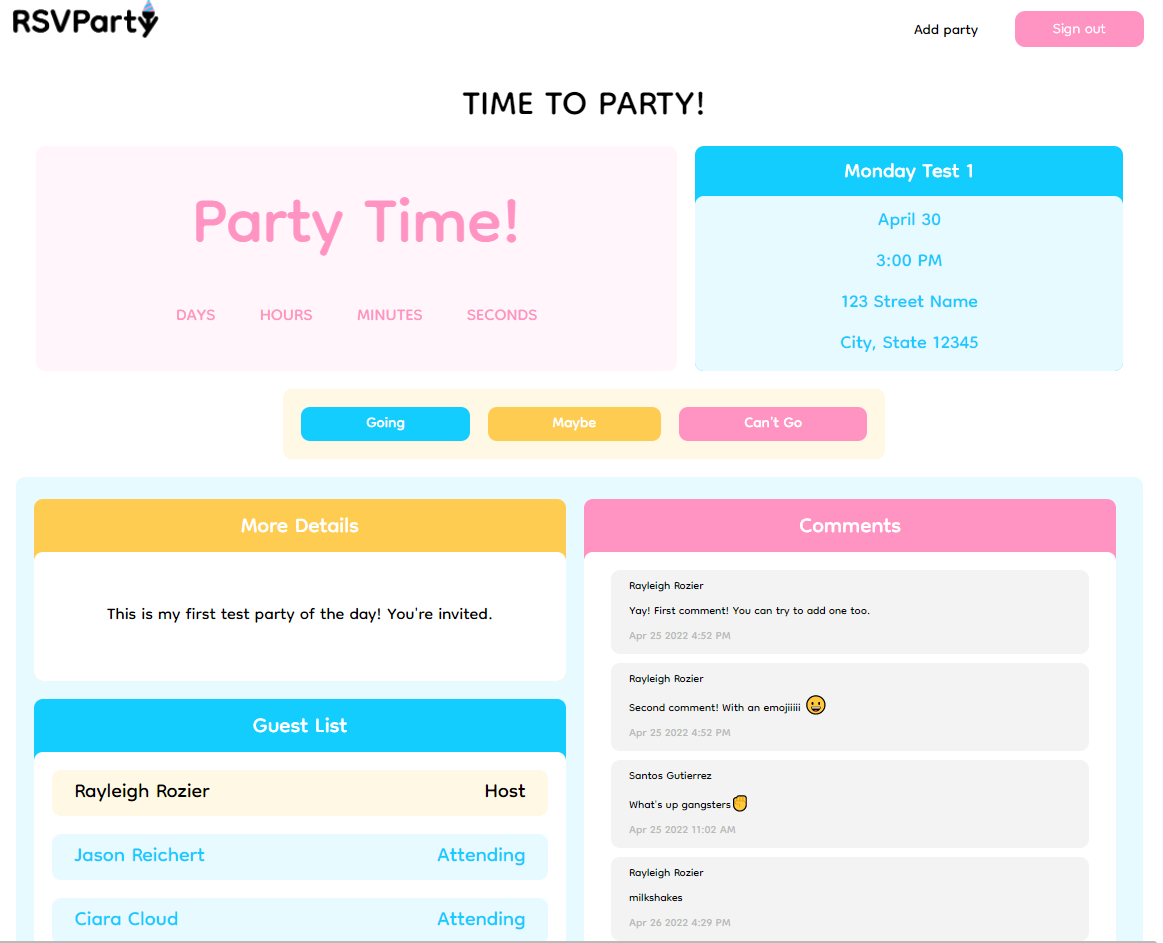 RSVParty
Add party
Sign out
TIME TO PARTY!
Party Time!
DAYS HOURS MINUTES SECONDS
Monday Test 1
April 30
3:00 PM
123 Street Name
City, State 12345
Going
Maybe
Can't Go
More Details
This is my first test party of the day! You're invited.
Guest List
Rayleigh Rozier Host
Jason Reichert Attending
Ciara Cloud Attending
Comments
Rayleigh Rozier
Yay! First comment! You can try to add one too.
Apr 25 2022 4:52 PM
Rayleigh Rozier
Second comment! With an emojiiiii 😀
Apr 25 2022 4:52 PM
Santos Gutierrez
What's up gangsters✊
Apr 25 2022 11:02 AM
Rayleigh Rozier
milkshakes
Apr 26 2022 4:29 PM